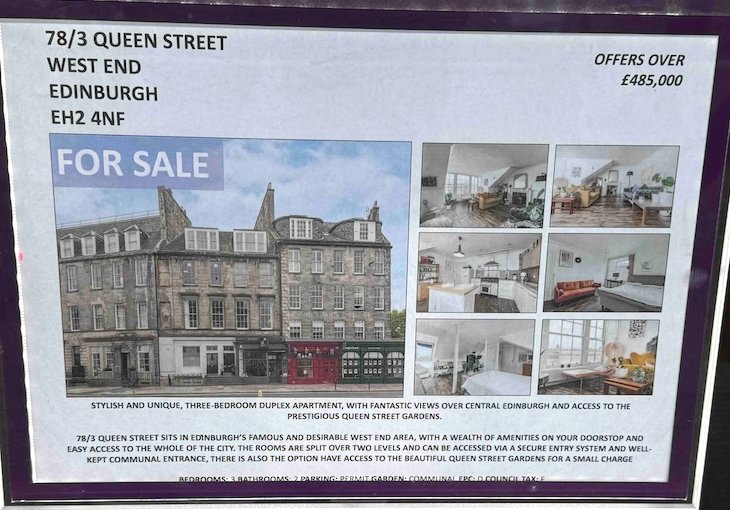 78/3 QUEEN STREET
WEST END
EDINBURGH
EH2 4NF
OFFERS OVER
£485,000
FOR SALE
STYLISH AND UNIQUE, THREE-BEDROOM DUPLEX APARTMENT, WITH FANTASTIC VIEWS OVER CENTRAL EDINBURGH AND ACCESS TO THE
PRESTIGIOUS QUEEN STREET GARDENS.
78/3 QUEEN STREET SITS IN EDINBURGH'S FAMOUS AND DESIRABLE WEST END AREA, WITH A WEALTH OF AMENITIES ON YOUR DOORSTOP AND
EASY ACCESS TO THE WHOLE OF THE CITY. THE ROOMS ARE SPLIT OVER TWO LEVELS AND CAN BE ACCESSED VIA A SECURE ENTRY SYSTEM AND WELL-
KEPT COMMUNAL ENTRANCE, THERE IS ALSO THE OPTION HAVE ACCESS TO THE BEAUTIFUL QUEEN STREET GARDENS FOR A SMALL CHARGE
BEDROOMS: 3 BATHROOMS: 2 PARKING: PERMIT GARDEN: COMMUNAL EPC: D COUNCIL TAX: